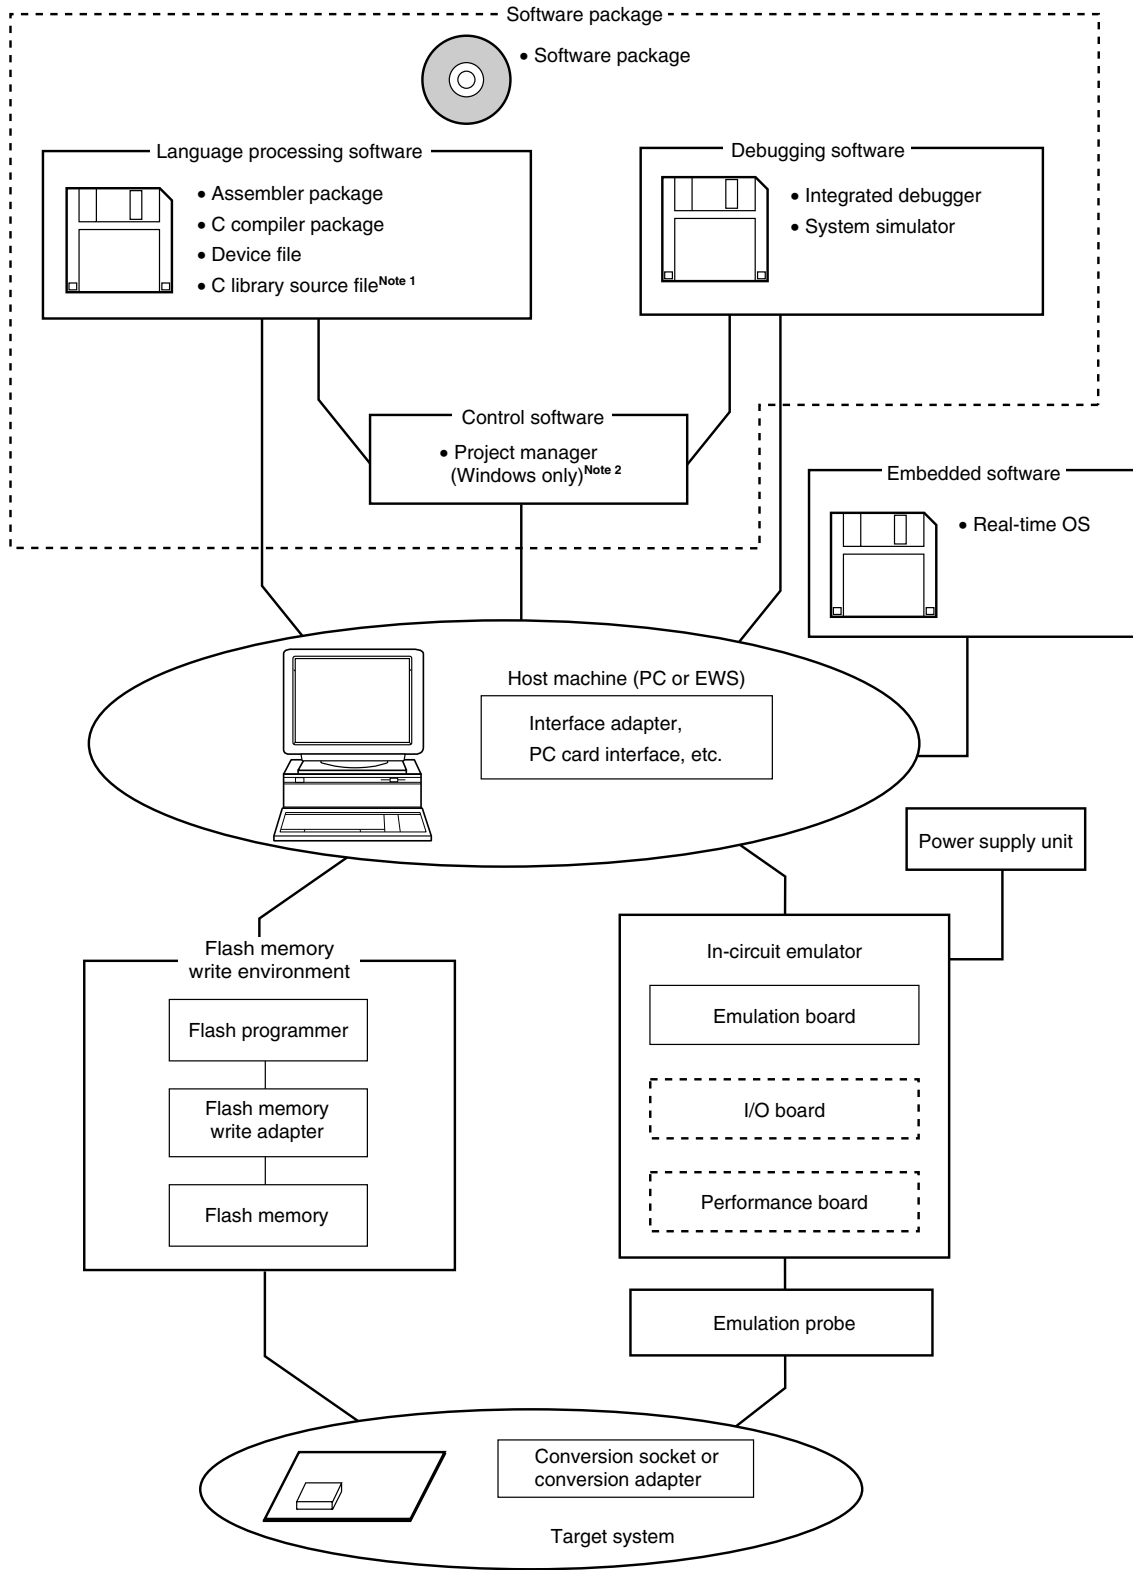 Software package
• Software package
Language processing software
• Assembler package
• C compiler package
• Device file
• C library source fileNote 1
Debugging software
• Integrated debugger
• System simulator
Control software
• Project manager
(Windows only)Note 2
Embedded software
• Real-time OS
Host machine (PC or EWS)
Interface adapter,
PC card interface, etc.
Power supply unit
Flash memory
write environment
Flash programmer
Flash memory
write adapter
Flash memory
In-circuit emulator
Emulation board
I/O board
Performance board
Emulation probe
Conversion socket or
conversion adapter
Target system